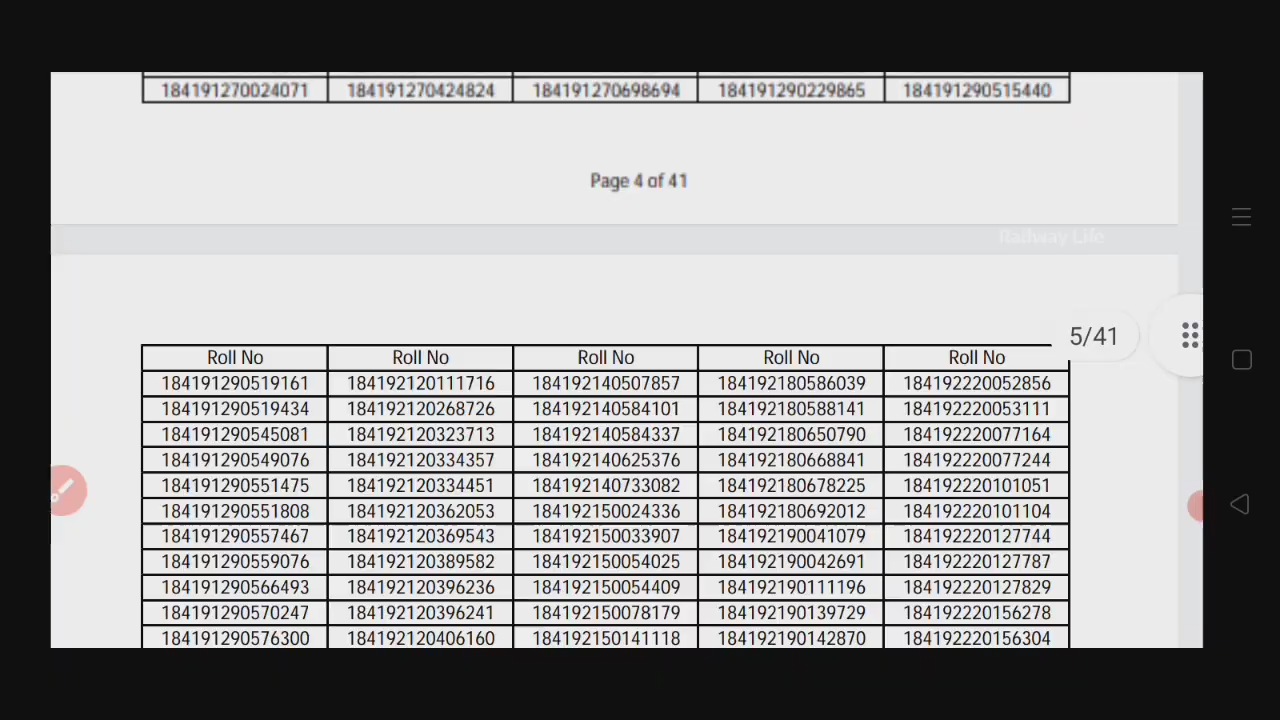 184191270024071 184191270424824 184191270698694 184191290229865 184191290515440
Page 4 of 41
Railway Life
5/41
Roll No Roll No Roll No Roll No Roll No
184191290519161 184192120111716 184192140507857 184192180586039 184192220052856
184191290519434 184192120268726 184192140584101 184192180588141 184192220053111
184191290545081 184192120323713 184192140584337 184192180650790 184192220077164
184191290549076 184192120334357 184192140625376 184192180668841 184192220077244
184191290551475 184192120334451 184192140733082 184192180678225 184192220101051
184191290551808 184192120362053 184192150024336 184192180692012 184192220101104
184191290557467 184192120369543 184192150033907 184192190041079 184192220127744
184191290559076 184192120389582 184192150054025 184192190042691 184192220127787
184191290566493 184192120396236 184192150054409 184192190111196 184192220127829
184191290570247 184192120396241 184192150078179 184192190139729 184192220156278
184191290576300 184192120406160 184192150141118 184192190142870 184192220156304